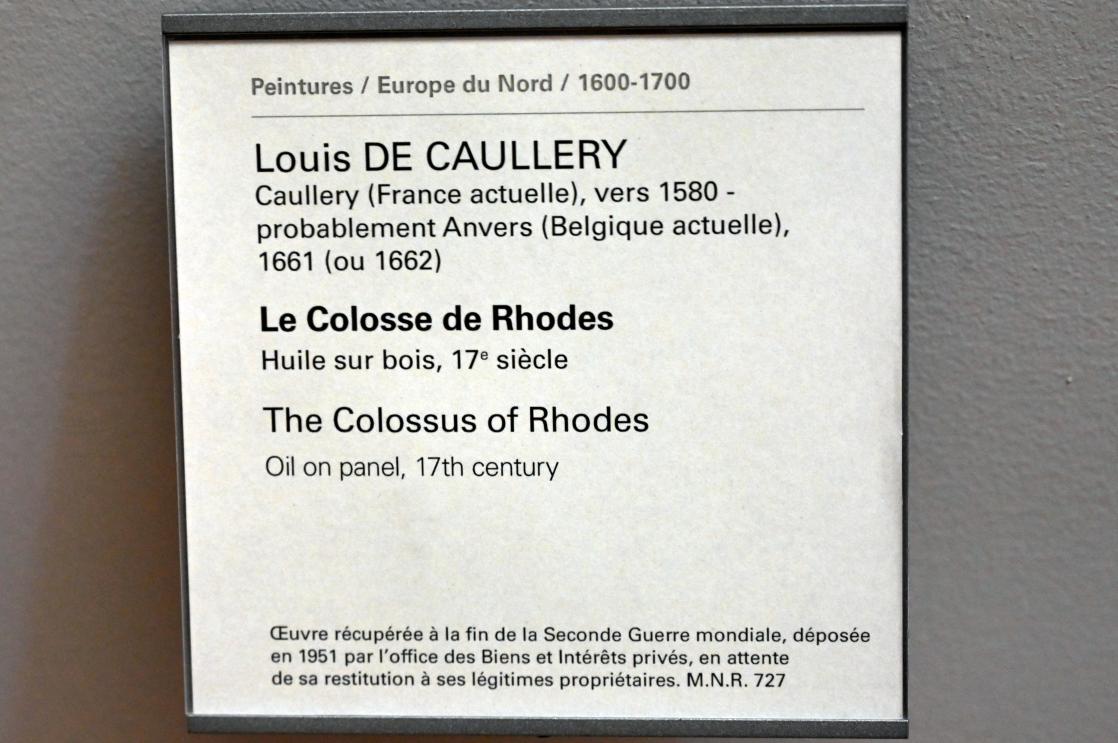 Peintures / Europe du Nord / 1600-1700
Louis DE CAULLERY
Caullery (France actuelle), vers 1580 -
probablement Anvers (Belgique actuelle),
1661 (ou 1662)
Le Colosse de Rhodes
Huile sur bois, 17e siècle
The Colossus of Rhodes
Oil on panel, 17th century
Œuvre récupérée à la fin de la Seconde Guerre mondiale, déposée
en 1951 par l'office des Biens et Intérêts privés, en attente
de sa restitution à ses légitimes propriétaires. M.N.R. 727